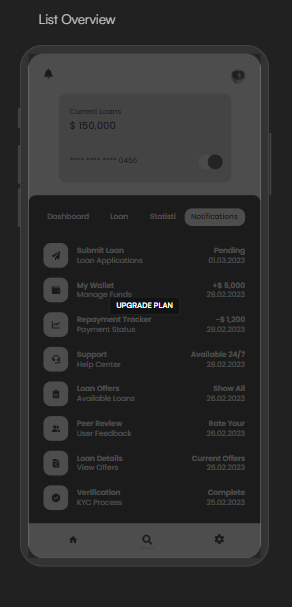 List Overview
Current Loans
$ 150,000
**** **** **** 0456
Dashboard Loan Statisti Notifications
Submit Loan Pending
Loan Applications 01.03.2023
My Wallet +$ 5,000
Manage Funds 28.02.2023
UPGRADE PLAN
Repayment Tracker -$ 1,200
Payment Status 28.02.2023
Support Available 24/7
Help Center 28.02.2023
Loan Offers Show All
Available Loans 26.02.2023
Peer Review Rate Your
User Feedback 26.02.2023
Loan Details Current Offers
View Offers 26.02.2023
Verification Complete
KYC Process 25.02.2023